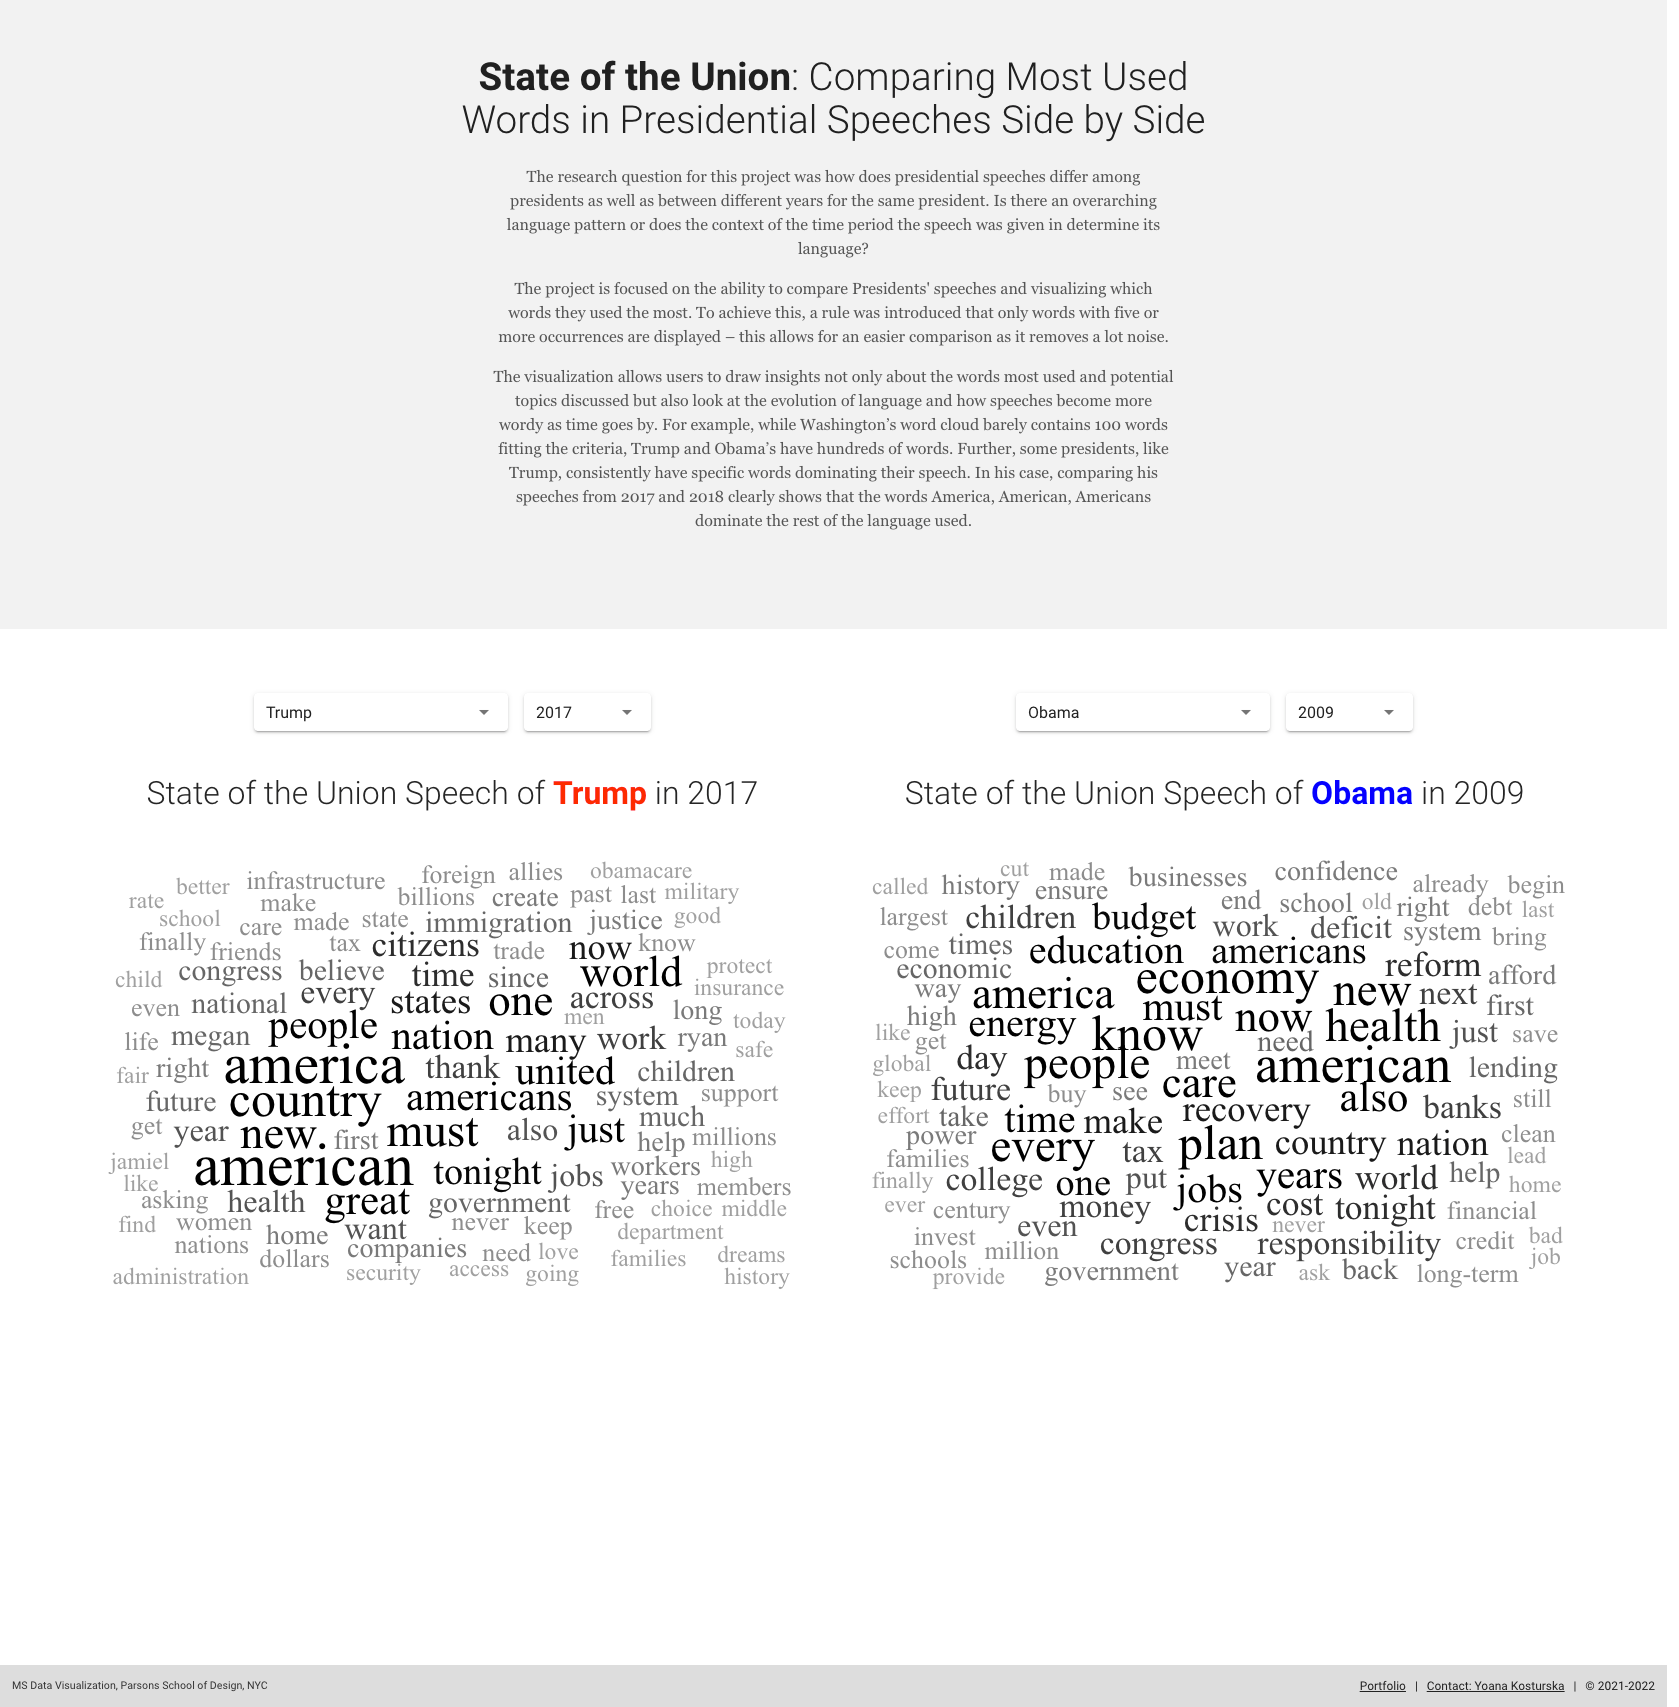 State of the Union: Comparing Most Used
Words in Presidential Speeches Side by Side
The research question for this project was how does presidential speeches differ among
presidents as well as between different years for the same president. Is there an overarching
language pattern or does the context of the time period the speech was given in determine its
language?
The project is focused on the ability to compare Presidents' speeches and visualizing which
words they used the most. To achieve this, a rule was introduced that only words with five or
more occurrences are displayed – this allows for an easier comparison as it removes a lot noise.
The visualization allows users to draw insights not only about the words most used and potential
topics discussed but also look at the evolution of language and how speeches become more
wordy as time goes by. For example, while Washington’s word cloud barely contains 100 words
fitting the criteria, Trump and Obama’s have hundreds of words. Further, some presidents, like
Trump, consistently have specific words dominating their speech. In his case, comparing his
speeches from 2017 and 2018 clearly shows that the words America, American, Americans
dominate the rest of the language used.
Trump 2017
State of the Union Speech of Trump in 2017
foreign allies obamacare
rate better infrastructure make billions create past last military
school care made state immigration justice good
finally friends tax citizens trade now know
child congress believe time since world protect insurance
even national every states one across men long today
life megan people nation many work ryan safe
fair right america thank united children
future country americans system support
get year new . first must also just much help millions
jamiel like american tonight jobs workers high
asking health great government years members
find women home want never keep free choice middle
nations dollars companies need love department
administration security access going families dreams history
Obama 2009
State of the Union Speech of Obama in 2009
cut made businesses confidence
called history ensure end school old already begin
largest children budget work deficit right debt last
come times education americans . system bring
economic economy reform afford
way america must new next first
high energy know now need health just save
like get day people meet american lending
global keep future buy see care also still
effort take time make recovery banks
power families every tax plan country nation clean lead
finally college one put jobs years world help home
ever century money crisis cost tonight financial
invest even never
schools million congress responsibility credit bad job
provide government year ask back long-term
MS Data Visualization, Parsons School of Design, NYC
Portfolio | Contact: Yoana Kosturska | © 2021-2022